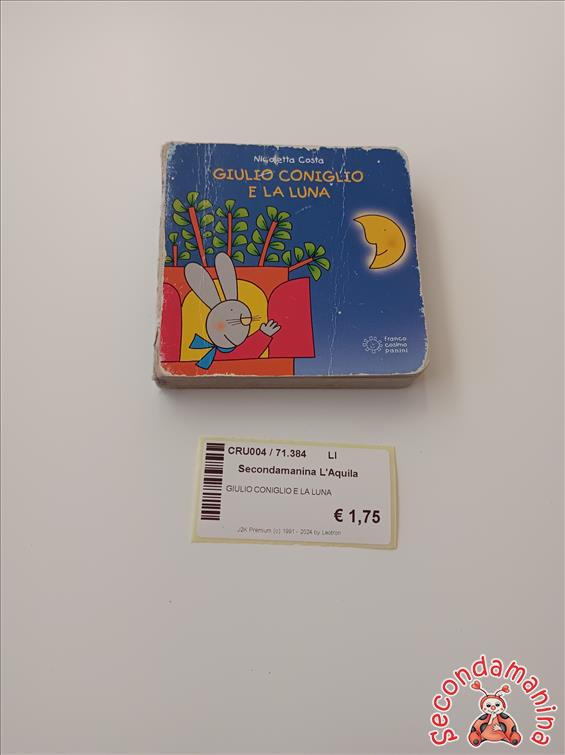 Nicoletta Costa
GIULIO CONIGLIO
E LA LUNA
franco
cosimo
panini
CRU004 / 71.384 LI
Secondamanina L'Aquila
GIULIO CONIGLIO E LA LUNA
€ 1,75
J2K Premium (c) 1991 - 2024 by Leotron
Secondamanina